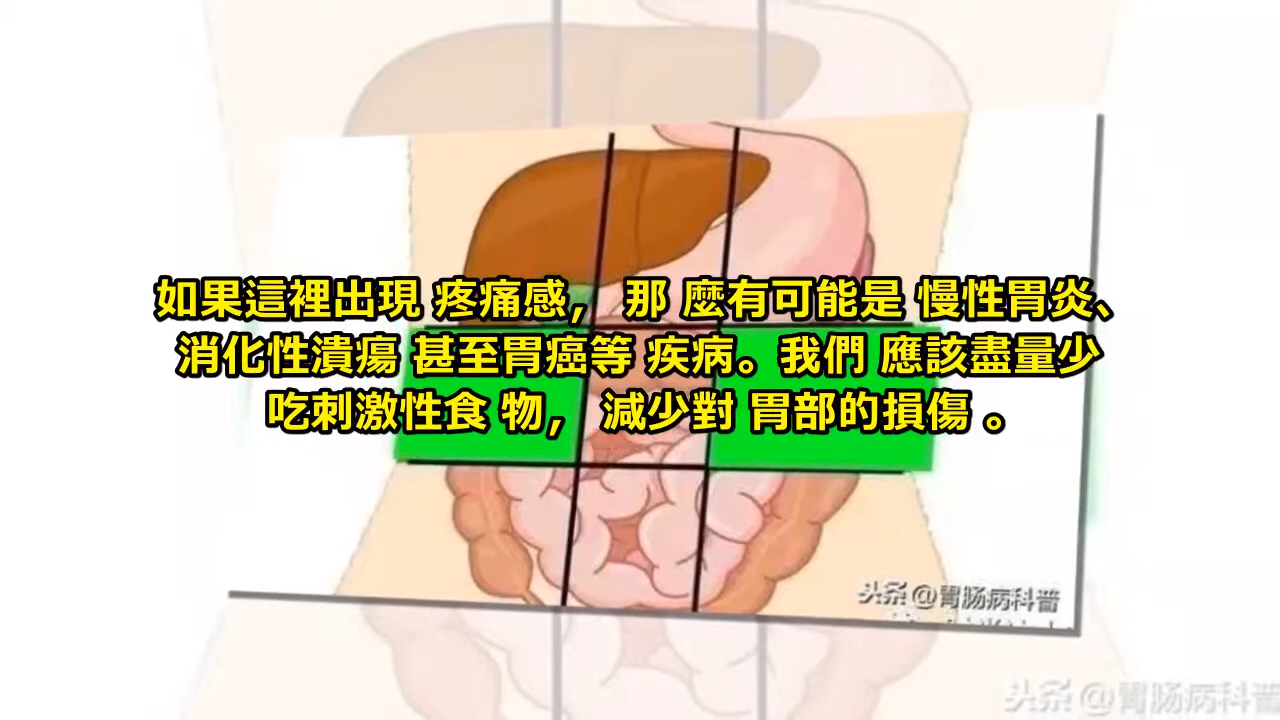 如果這裡出現 疼痛感， 那 麼有可能是 慢性胃炎、
消化性潰瘍 甚至胃癌等 疾病。我們 應該盡量少
吃刺激性食 物， 減少對 胃部的損傷 。
头条 @胃肠病科普
头条 @胃肠病科普